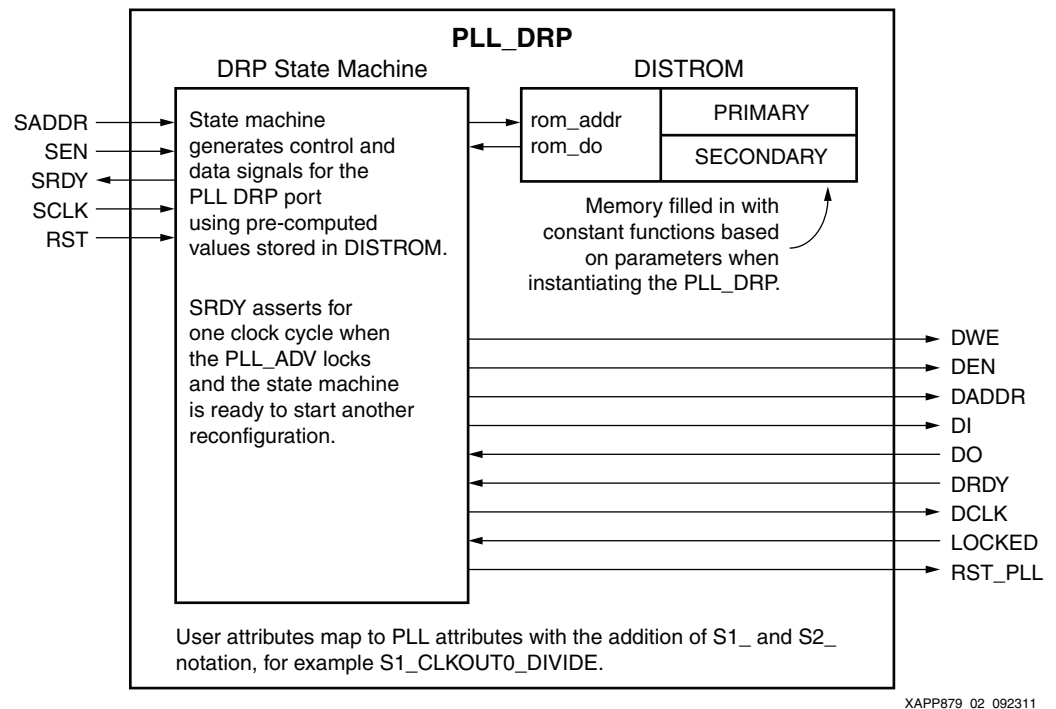 PLL_DRP
DRP State Machine
DISTROM
SADDR
SEN
SRDY
SCLK
RST
State machine
generates control and
data signals for the
PLL DRP port
using pre-computed
values stored in DISTROM.
SRDY asserts for
one clock cycle when
the PLL_ADV locks
and the state machine
is ready to start another
reconfiguration.
rom_addr
rom_do
PRIMARY
SECONDARY
Memory filled in with
constant functions based
on parameters when
instantiating the PLL_DRP.
DWE
DEN
DADDR
DI
DO
DRDY
DCLK
LOCKED
RST_PLL
User attributes map to PLL attributes with the addition of S1_ and S2_
notation, for example S1_CLKOUT0_DIVIDE.
XAPP879_02_092311